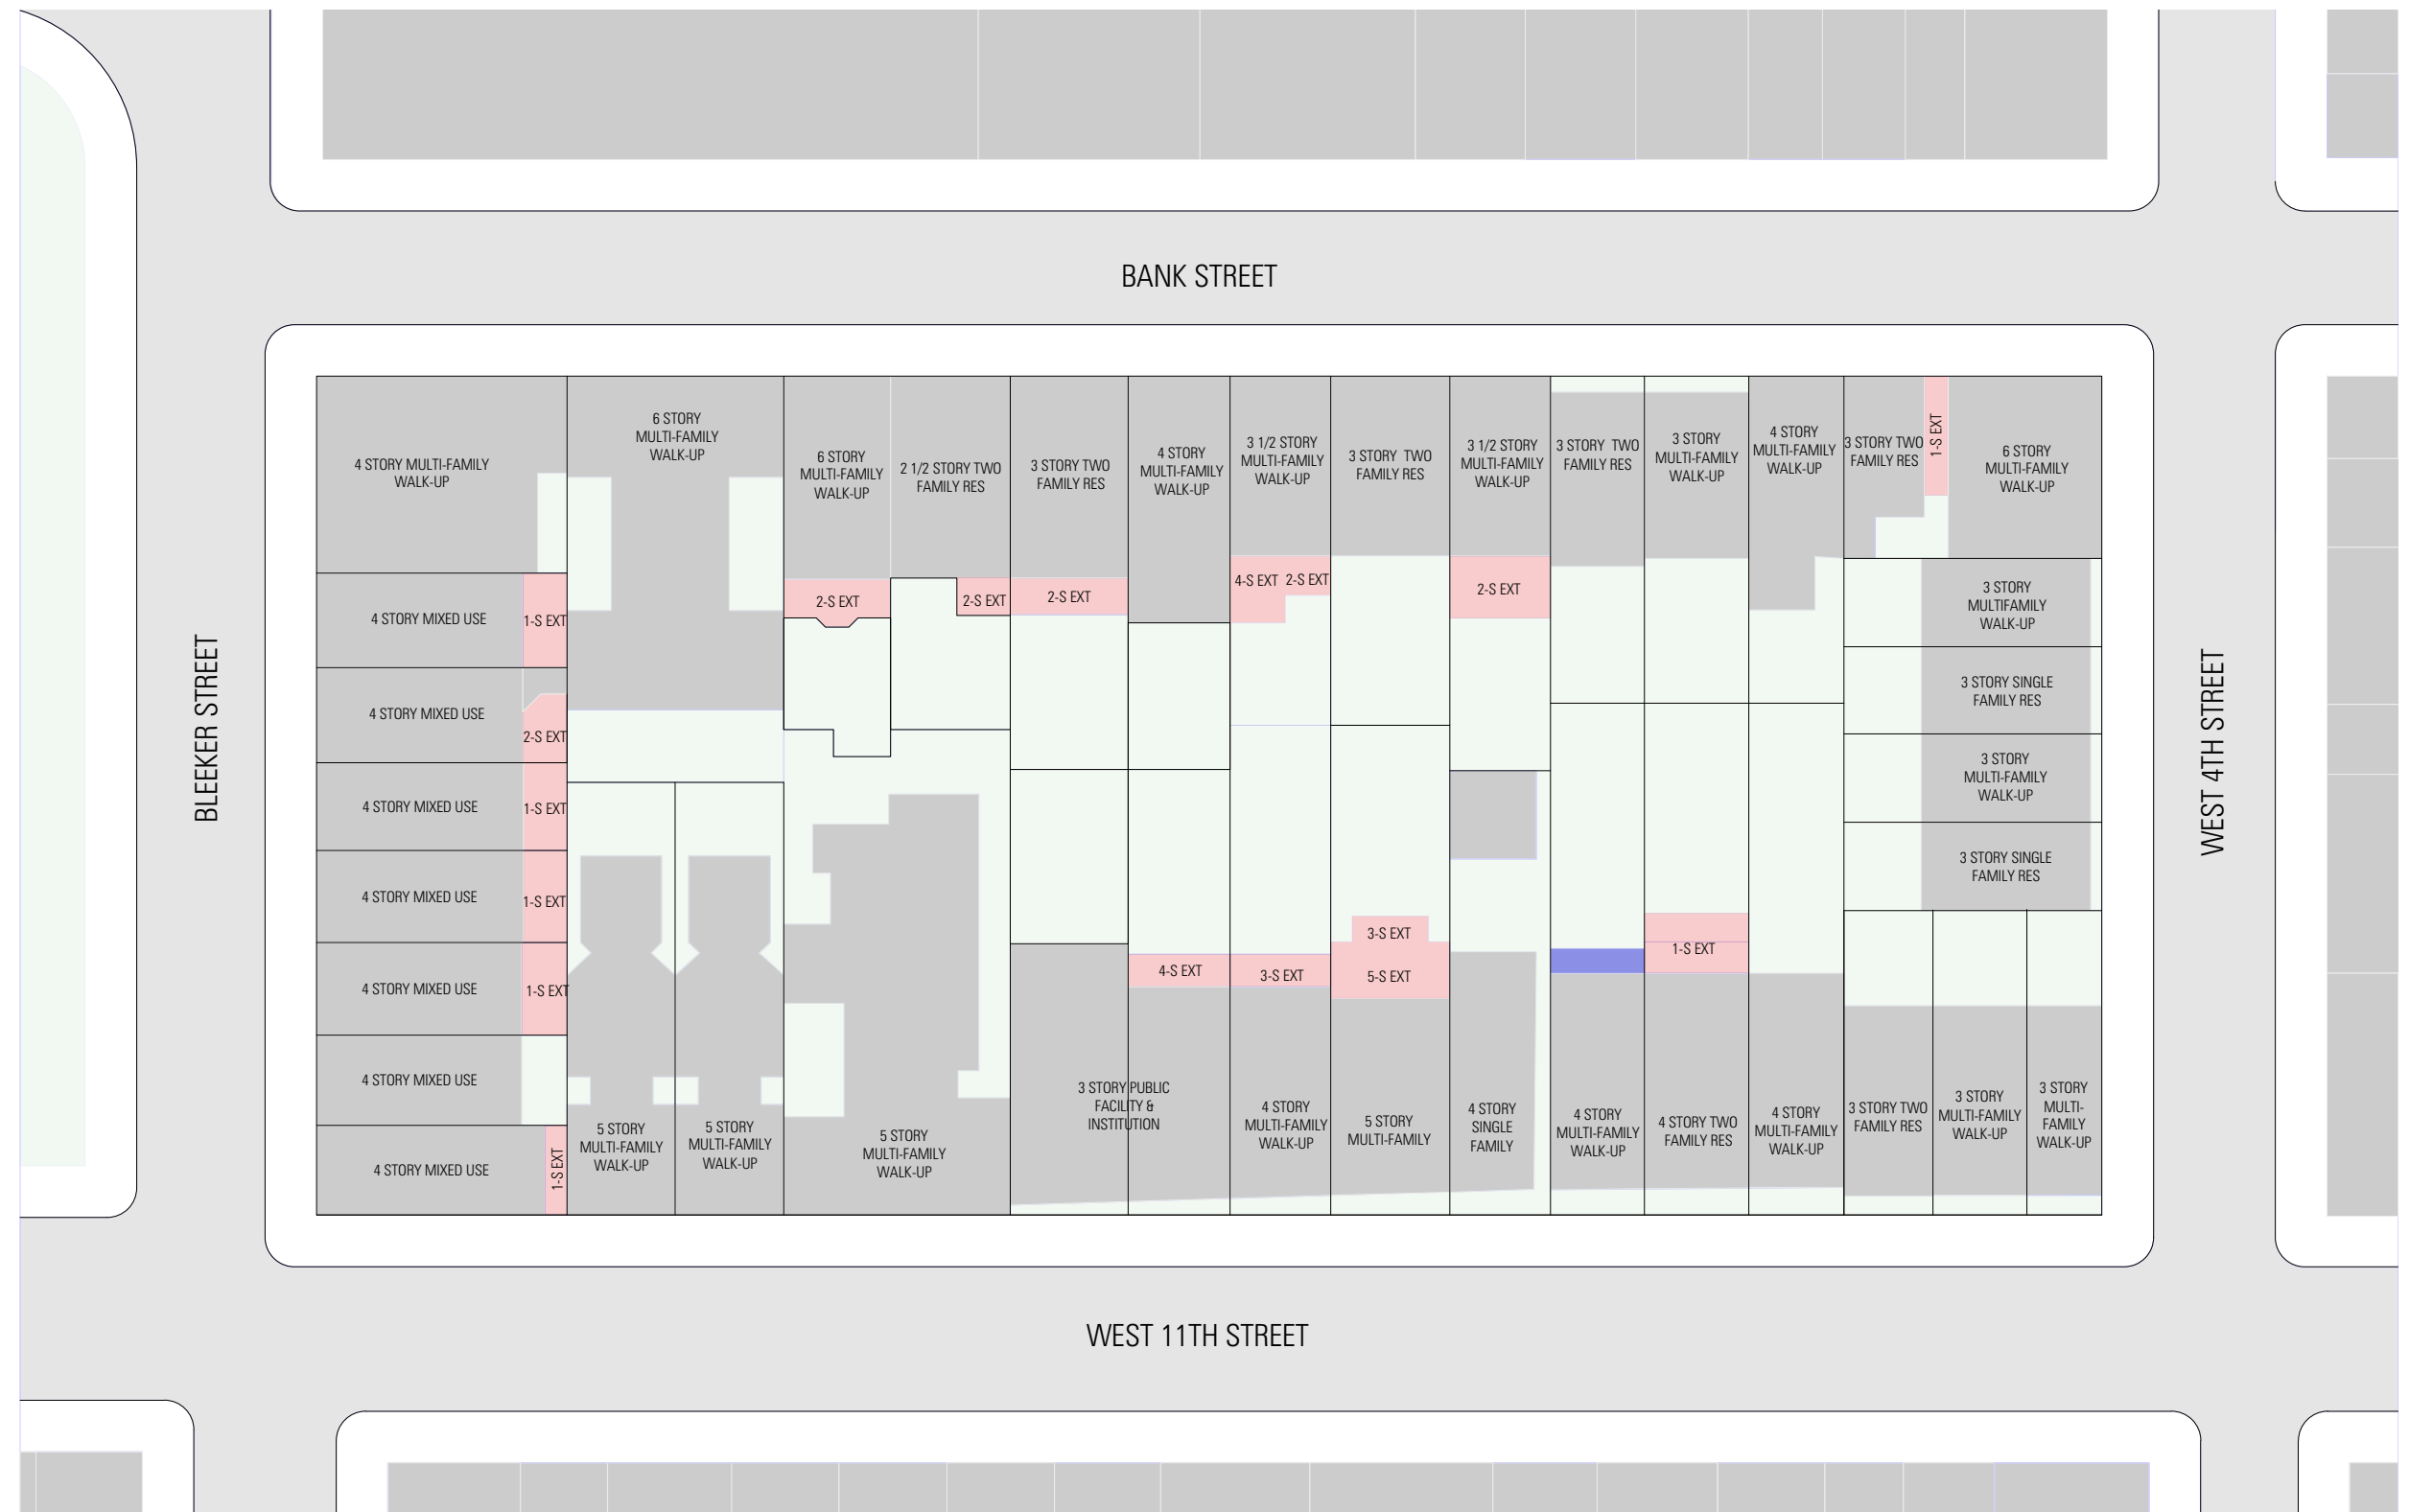 BANK STREET
BLEEKER STREET
WEST 4TH STREET
WEST 11TH STREET
4 STORY MULTI-FAMILY
WALK-UP
6 STORY
MULTI-FAMILY
WALK-UP
6 STORY
MULTI-FAMILY
WALK-UP
2 1/2 STORY TWO
FAMILY RES
3 STORY TWO
FAMILY RES
4 STORY
MULTI-FAMILY
WALK-UP
3 1/2 STORY
MULTI-FAMILY
WALK-UP
3 STORY TWO
FAMILY RES
3 1/2 STORY
MULTI-FAMILY
WALK-UP
3 STORY TWO
FAMILY RES
3 STORY
MULTI-FAMILY
WALK-UP
4 STORY
MULTI-FAMILY
WALK-UP
3 STORY TWO
FAMILY RES
1-S EXT
6 STORY
MULTI-FAMILY
WALK-UP
2-S EXT
2-S EXT
2-S EXT
4-S EXT 2-S EXT
2-S EXT
4 STORY MIXED USE
1-S EXT
4 STORY MIXED USE
2-S EXT
4 STORY MIXED USE
1-S EXT
4 STORY MIXED USE
1-S EXT
4 STORY MIXED USE
1-S EXT
4 STORY MIXED USE
4 STORY MIXED USE
1-S EXT
3 STORY
MULTIFAMILY
WALK-UP
3 STORY SINGLE
FAMILY RES
3 STORY
MULTI-FAMILY
WALK-UP
3 STORY SINGLE
FAMILY RES
4-S EXT
3-S EXT
3-S EXT
5-S EXT
1-S EXT
5 STORY
MULTI-FAMILY
WALK-UP
5 STORY
MULTI-FAMILY
WALK-UP
5 STORY
MULTI-FAMILY
WALK-UP
3 STORY PUBLIC
FACILITY &
INSTITUTION
4 STORY
MULTI-FAMILY
WALK-UP
5 STORY
MULTI-FAMILY
4 STORY
SINGLE
FAMILY
4 STORY
MULTI-FAMILY
WALK-UP
4 STORY TWO
FAMILY RES
4 STORY
MULTI-FAMILY
WALK-UP
3 STORY TWO
FAMILY RES
3 STORY
MULTI-FAMILY
WALK-UP
3 STORY
MULTI-
FAMILY
WALK-UP